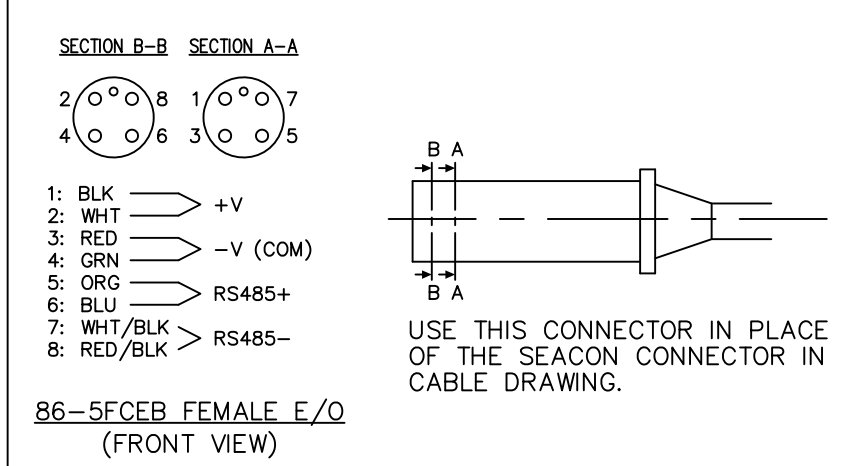 SECTION B-B SECTION A-A
2 8 1 7
4 6 3 5
1: BLK
2: WHT
+V
3: RED
4: GRN
-V (COM)
5: ORG
6: BLU
RS485+
7: WHT/BLK
8: RED/BLK
RS485-
86-5FCEB FEMALE E/O
(FRONT VIEW)
B A
B A
USE THIS CONNECTOR IN PLACE
OF THE SEACON CONNECTOR IN
CABLE DRAWING.